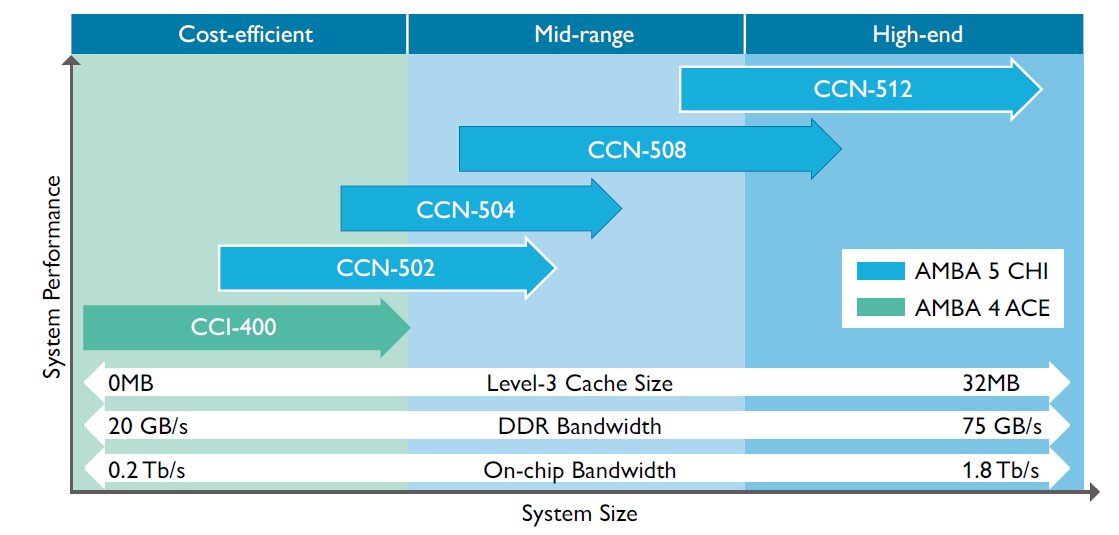 Cost-efficient
Mid-range
High-end
CCN-512
CCN-508
CCN-504
CCN-502
CCI-400
AMBA 5 CHI
AMBA 4 ACE
System Performance
0MB Level-3 Cache Size 32MB
20 GB/s DDR Bandwidth 75 GB/s
0.2 Tb/s On-chip Bandwidth 1.8 Tb/s
System Size